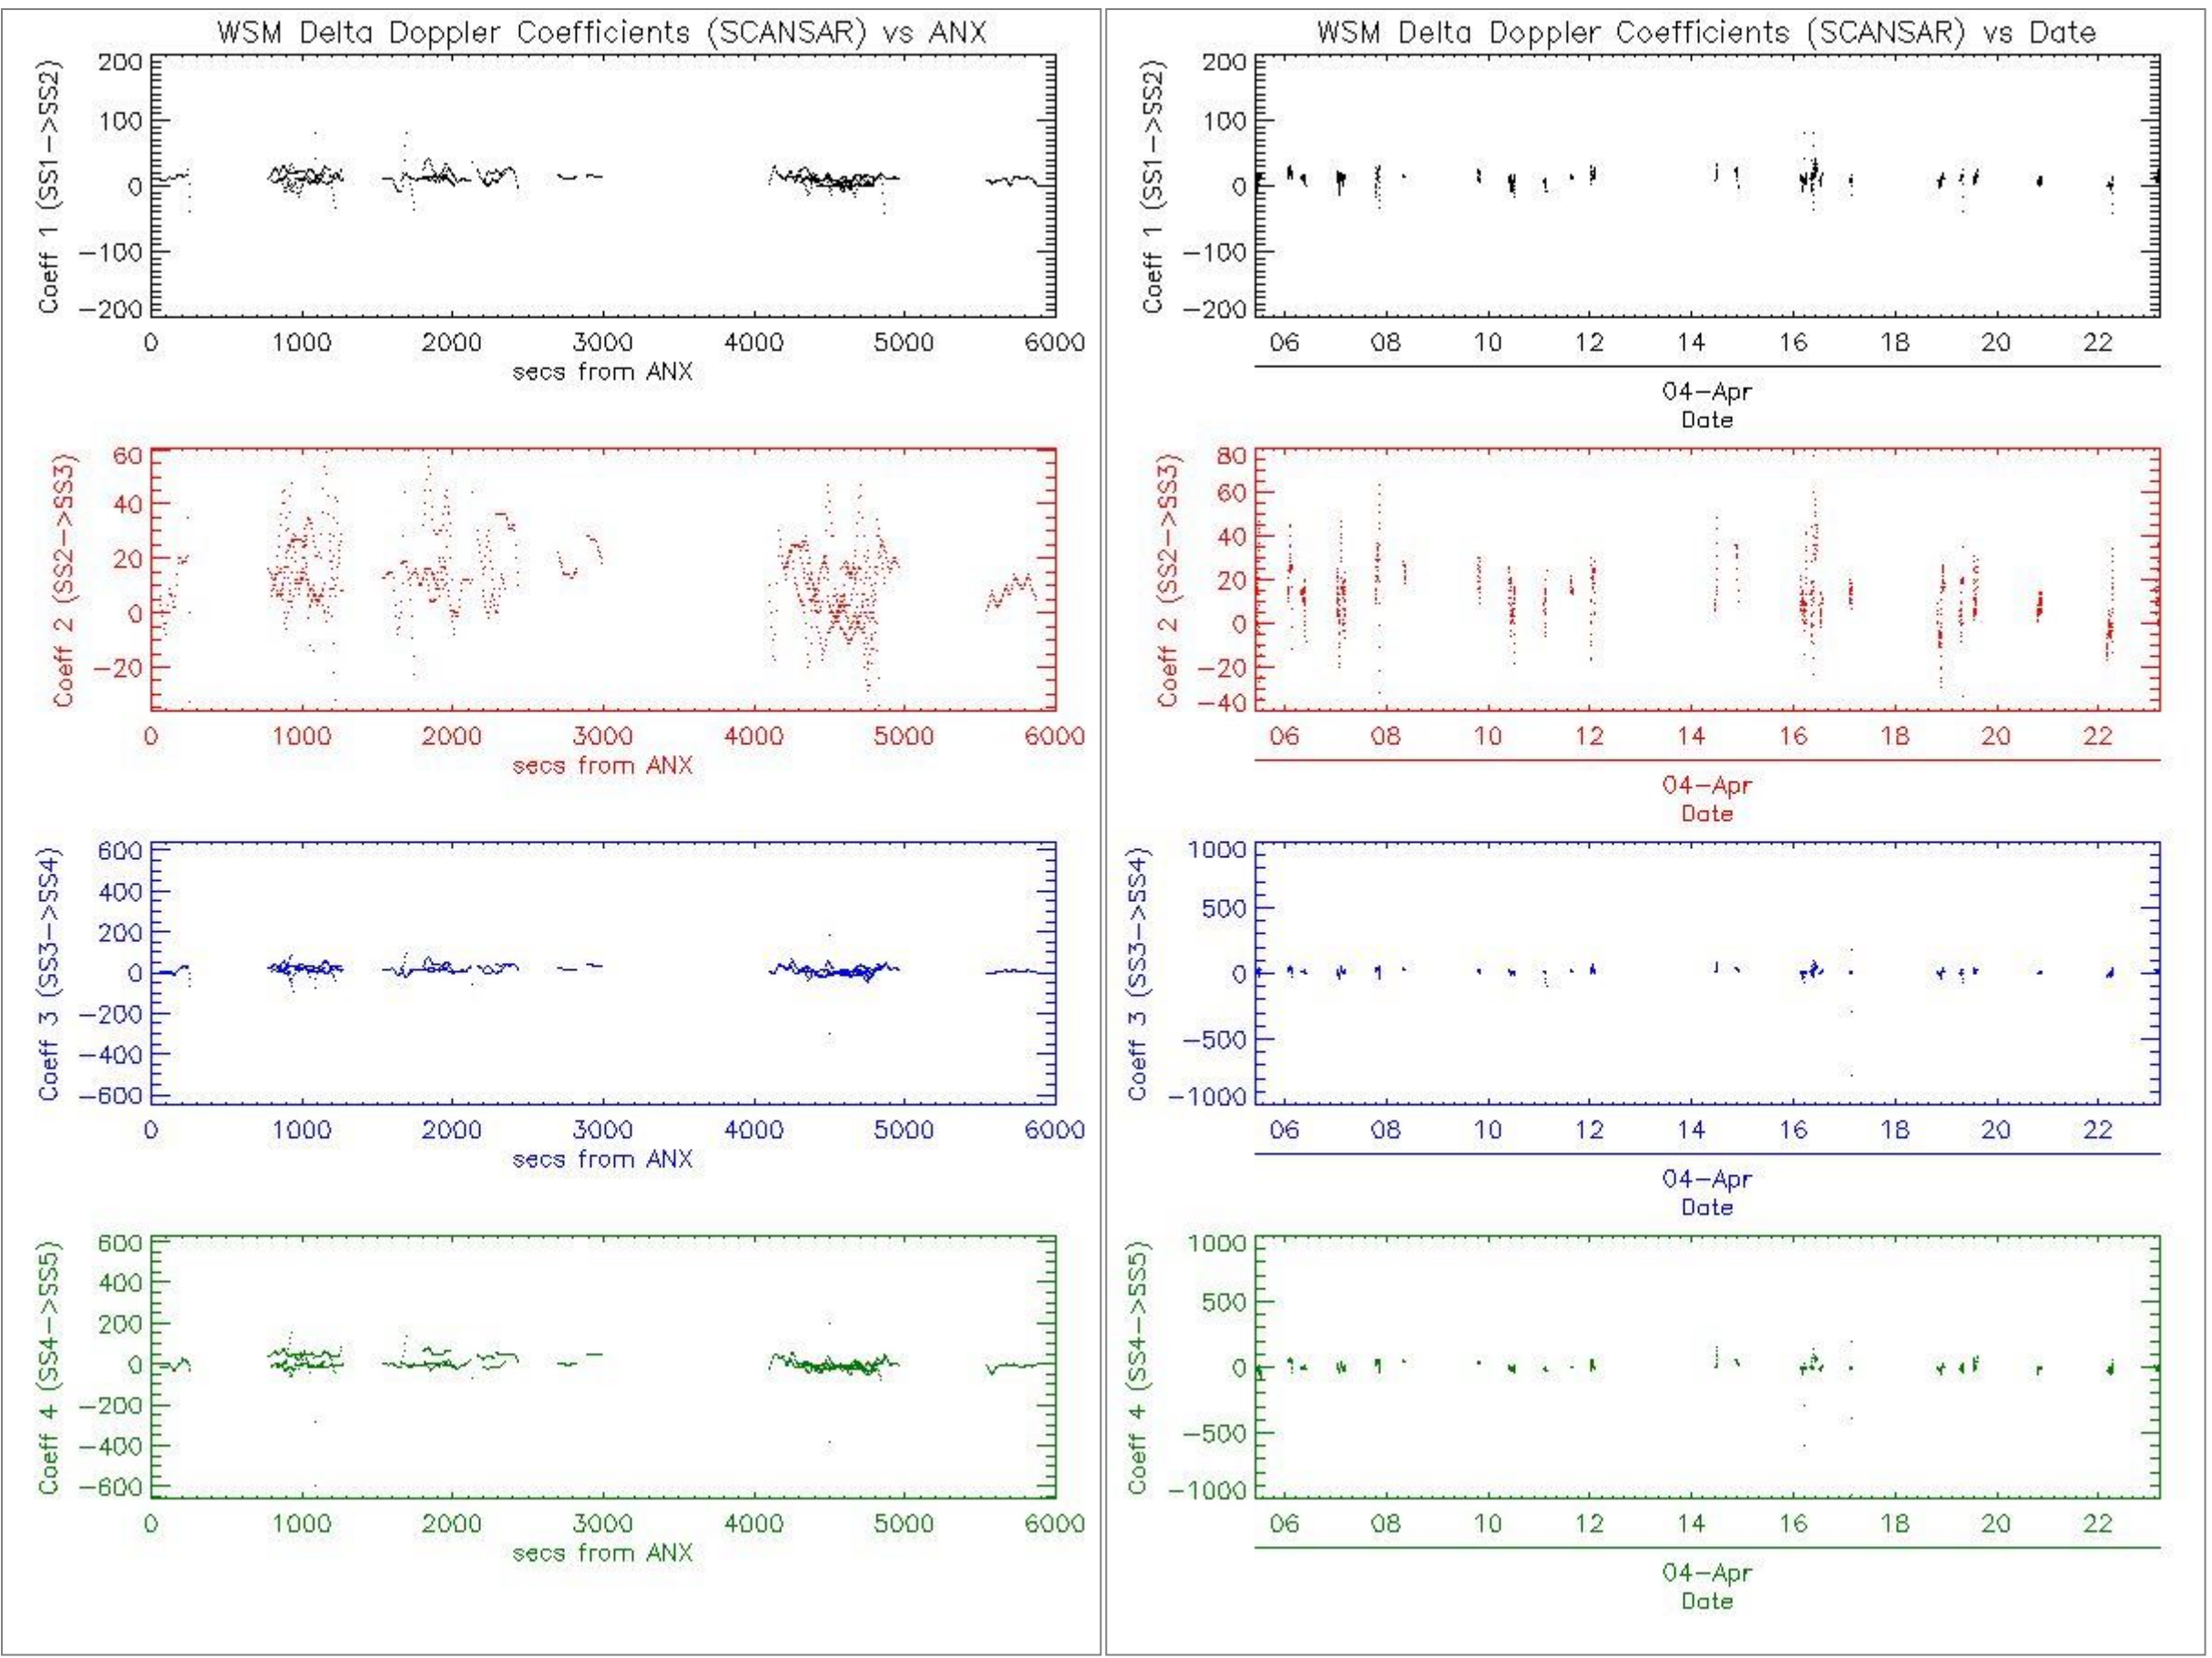 WSM Delta Doppler Coefficients (SCANSAR) vs ANX
Coeff 1 (SS1->SS2)
200
100
0
-100
-200
0 1000 2000 3000 4000 5000 6000
secs from ANX
Coeff 2 (SS2->SS3)
60
40
20
0
-20
0 1000 2000 3000 4000 5000 6000
secs from ANX
Coeff 3 (SS3->SS4)
600
400
200
0
-200
-400
-600
0 1000 2000 3000 4000 5000 6000
secs from ANX
Coeff 4 (SS4->SS5)
600
400
200
0
-200
-400
-600
0 1000 2000 3000 4000 5000 6000
secs from ANX
WSM Delta Doppler Coefficients (SCANSAR) vs Date
Coeff 1 (SS1->SS2)
200
100
0
-100
-200
06 08 10 12 14 16 18 20 22
04-Apr
Date
Coeff 2 (SS2->SS3)
80
60
40
20
0
-20
-40
06 08 10 12 14 16 18 20 22
04-Apr
Date
Coeff 3 (SS3->SS4)
1000
500
0
-500
-1000
06 08 10 12 14 16 18 20 22
04-Apr
Date
Coeff 4 (SS4->SS5)
1000
500
0
-500
-1000
06 08 10 12 14 16 18 20 22
04-Apr
Date